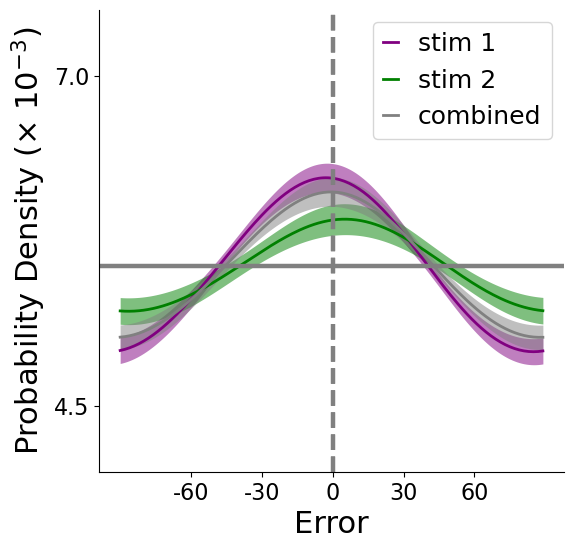 stim 1
stim 2
combined
Probability Density (× 10⁻³)
7.0
4.5
-60 -30 0 30 60
Error